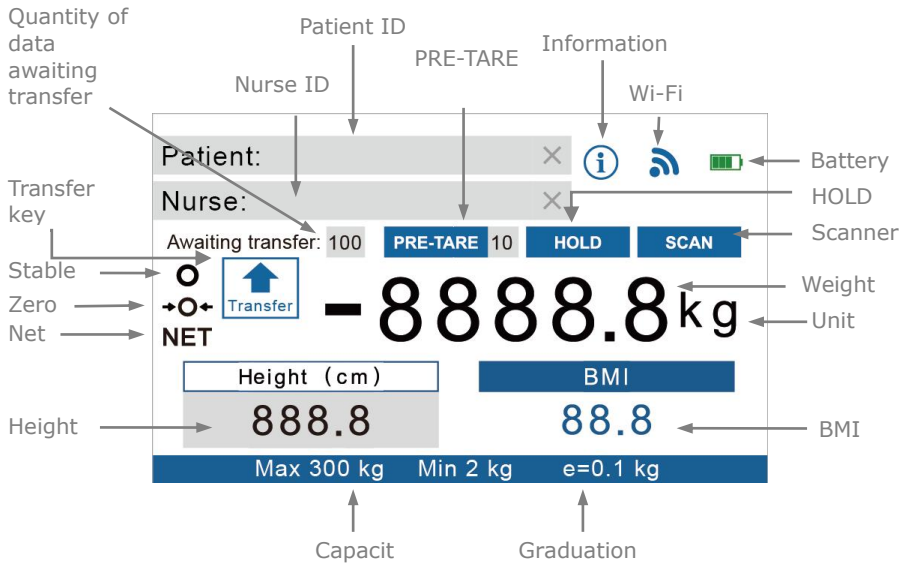 Quantity of
data
awaiting
transfer
Patient ID
Nurse ID
PRE-TARE
Information
Wi-Fi
Patient: ×
Battery
Transfer
key
Nurse: ×
HOLD
Awaiting transfer: 100 PRE-TARE 10 HOLD SCAN
Scanner
Stable
Transfer
Zero
Net
NET
-8888.8kg
Weight
Unit
Height (cm)
BMI
Height
888.8
88.8
BMI
Max 300 kg Min 2 kg e=0.1 kg
Capacit
Graduation